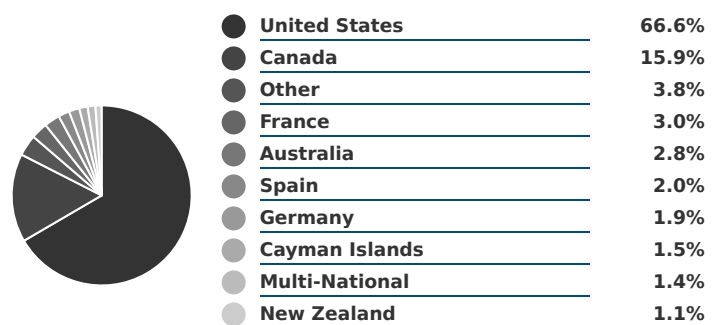 United States 66.6%
Canada 15.9%
Other 3.8%
France 3.0%
Australia 2.8%
Spain 2.0%
Germany 1.9%
Cayman Islands 1.5%
Multi-National 1.4%
New Zealand 1.1%